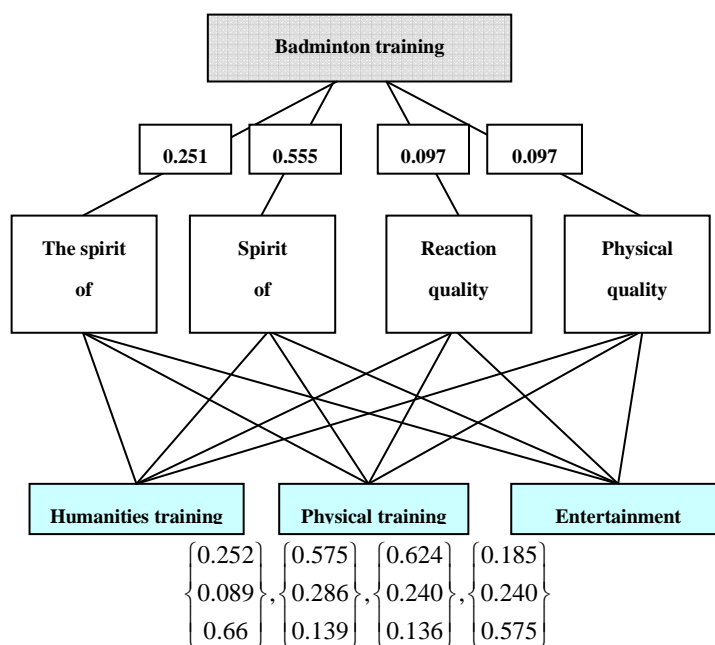 Badminton training
0.251 0.555 0.097 0.097
The spirit of
Spirit of
Reaction quality
Physical quality
Humanities training Physical training Entertainment
{0.252 0.089 0.66}, {0.575 0.286 0.139}, {0.624 0.240 0.136}, {0.185 0.240 0.575}